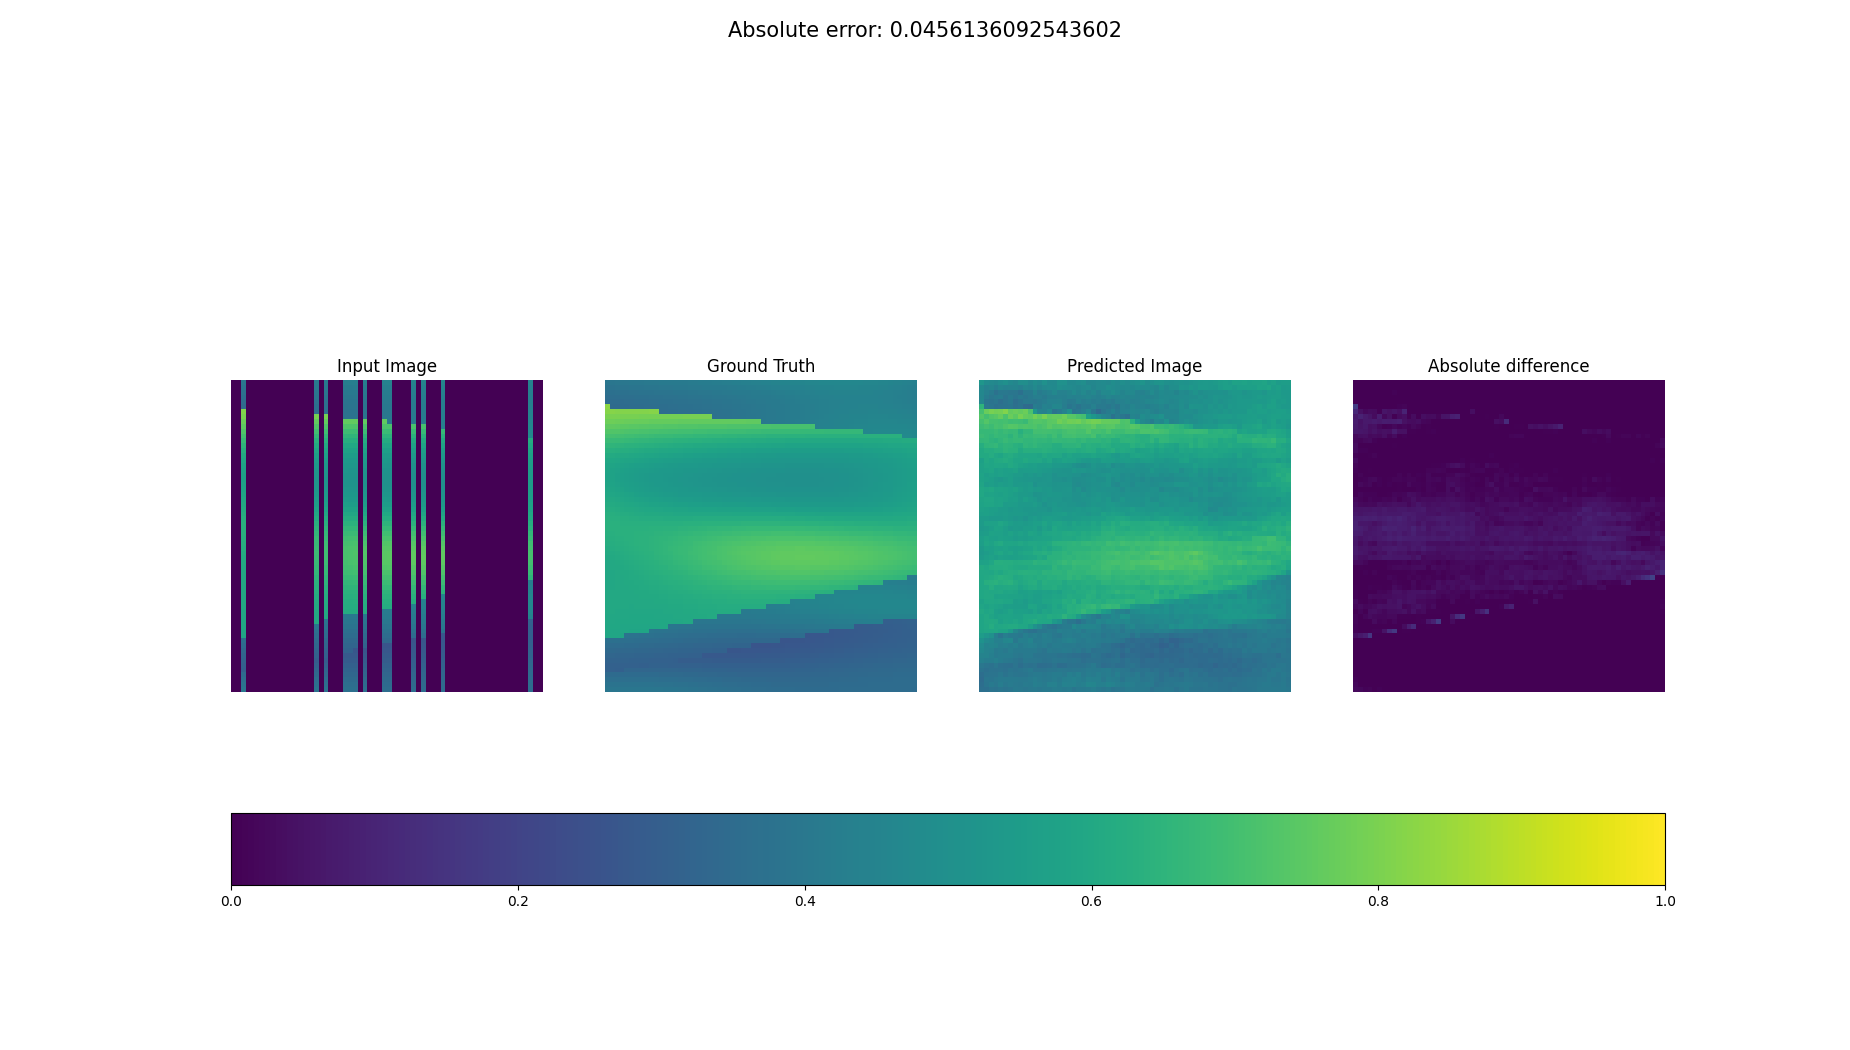 Absolute error: 0.0456136092543602
Input Image
Ground Truth
Predicted Image
Absolute difference
0.0
0.2
0.4
0.6
0.8
1.0